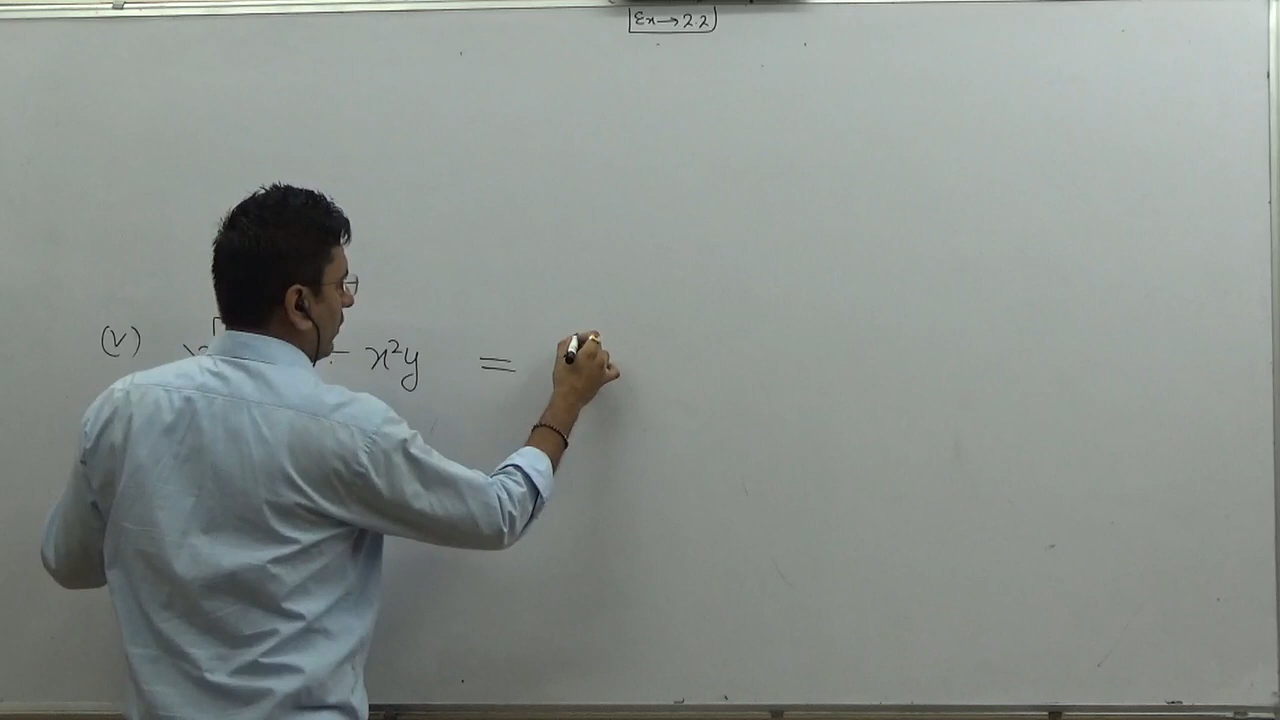 Ex→2.2
(v) - x²y =